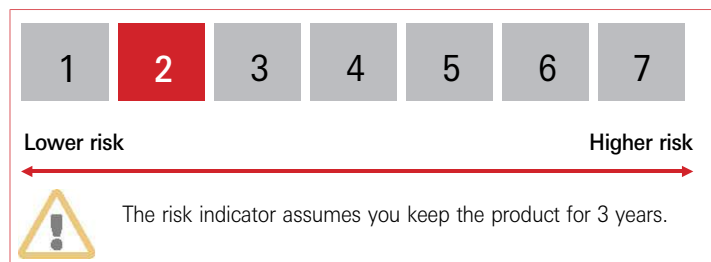 1 2 3 4 5 6 7
Lower risk Higher risk
The risk indicator assumes you keep the product for 3 years.